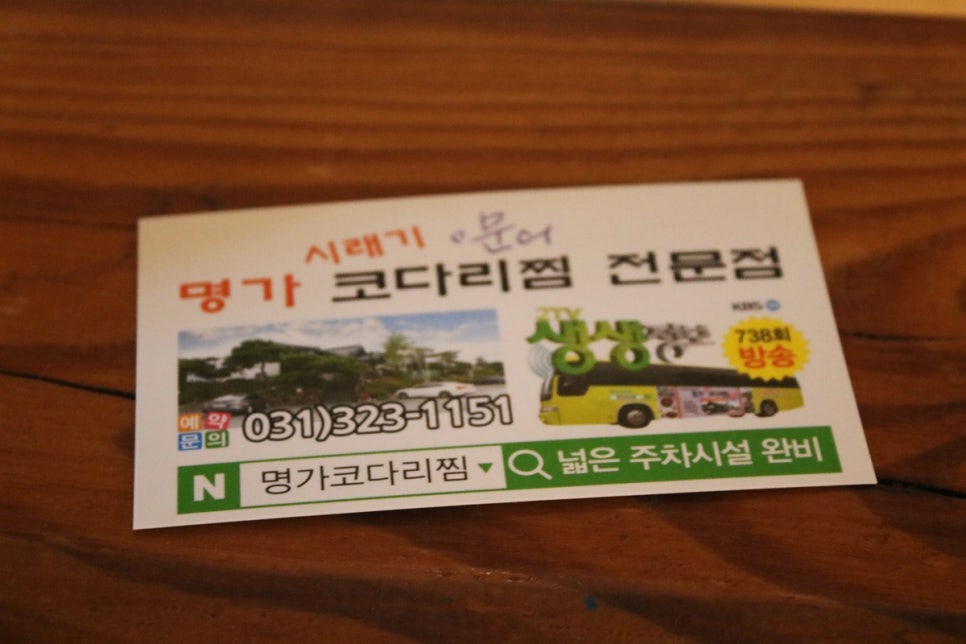 시래기 문어
명가 코다리찜 전문점
KBS
2TV
생생정보
738회
방송
예약
문의
031)323-1151
N 명가코다리찜 넓은 주차시설 완비